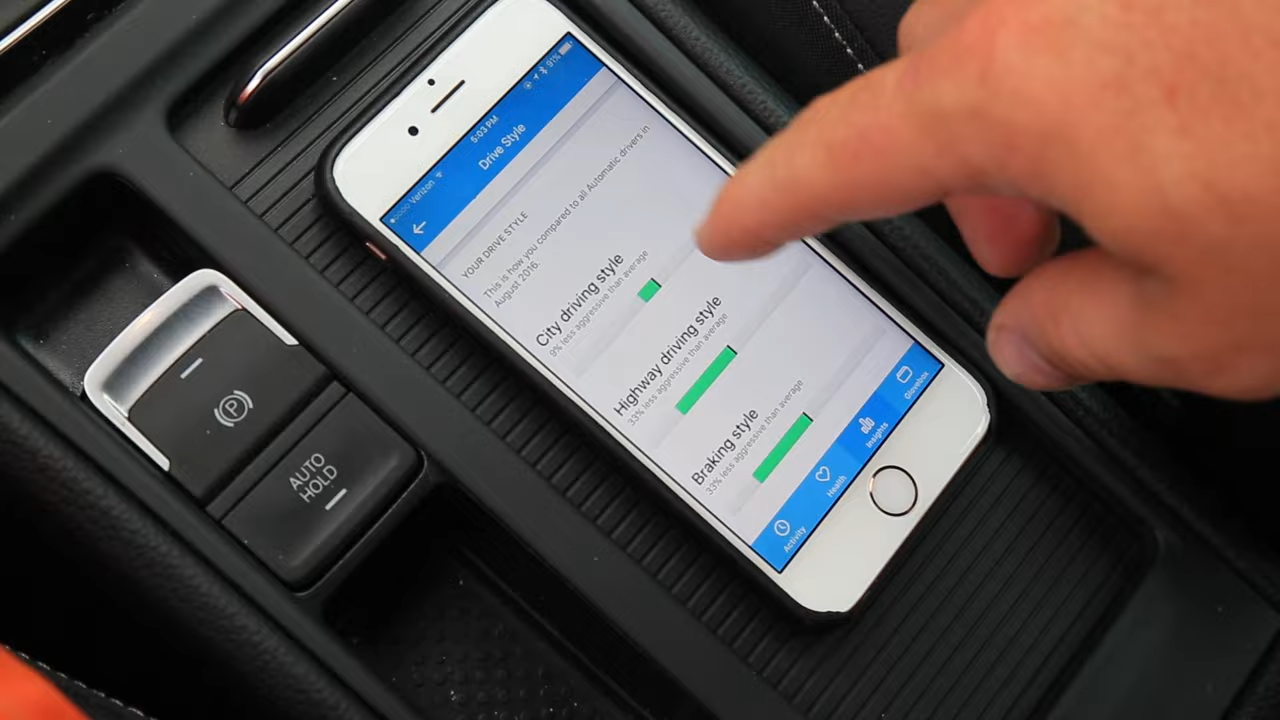 Verizon
5:03 PM
91%
Drive Style
YOUR DRIVE STYLE
This is how you compared to all Automatic drivers in
August 2016.
City driving style
9% less aggressive than average
Highway driving style
33% less aggressive than average
Braking style
33% less aggressive than average
Activity
Health
Insights
Glovebox
P
AUTO
HOLD